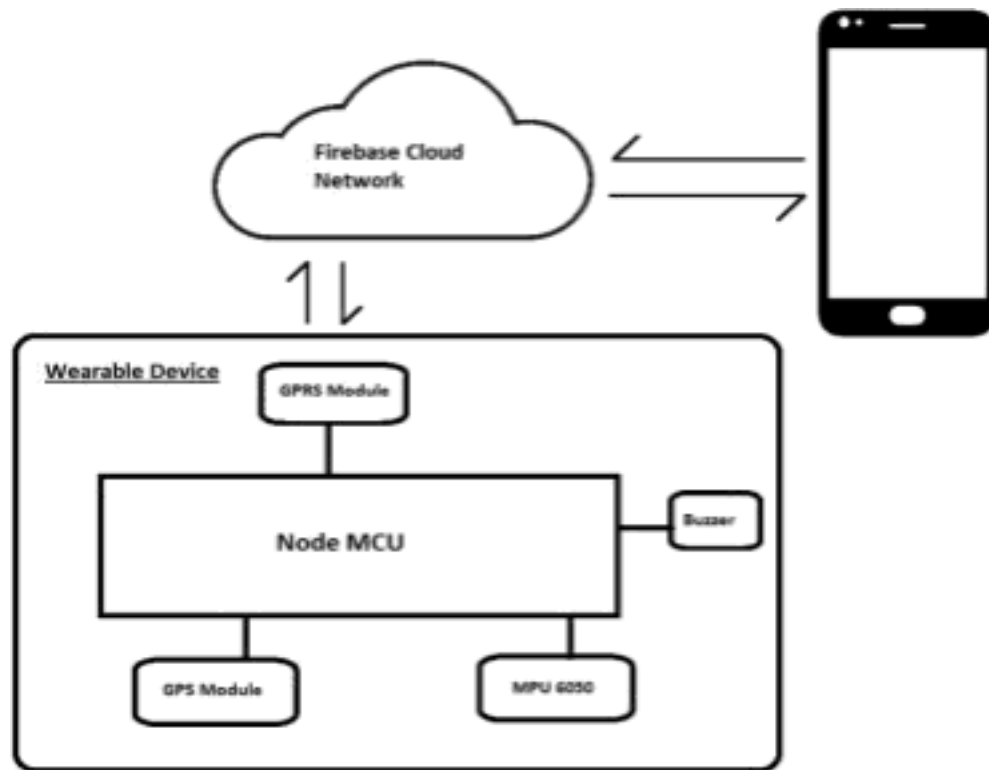 Firebase Cloud
Network
Wearable Device
GPRS Module
Node MCU
Buzzer
GPS Module
MPU 6050